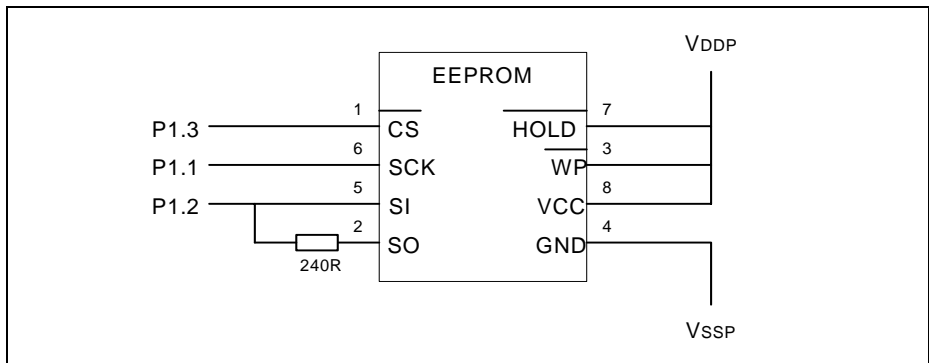 VDDP
EEPROM
1
7
P1.3
CS
HOLD
6
3
P1.1
SCK
WP
5
8
P1.2
SI
VCC
2
4
SO
GND
240R
VSSP